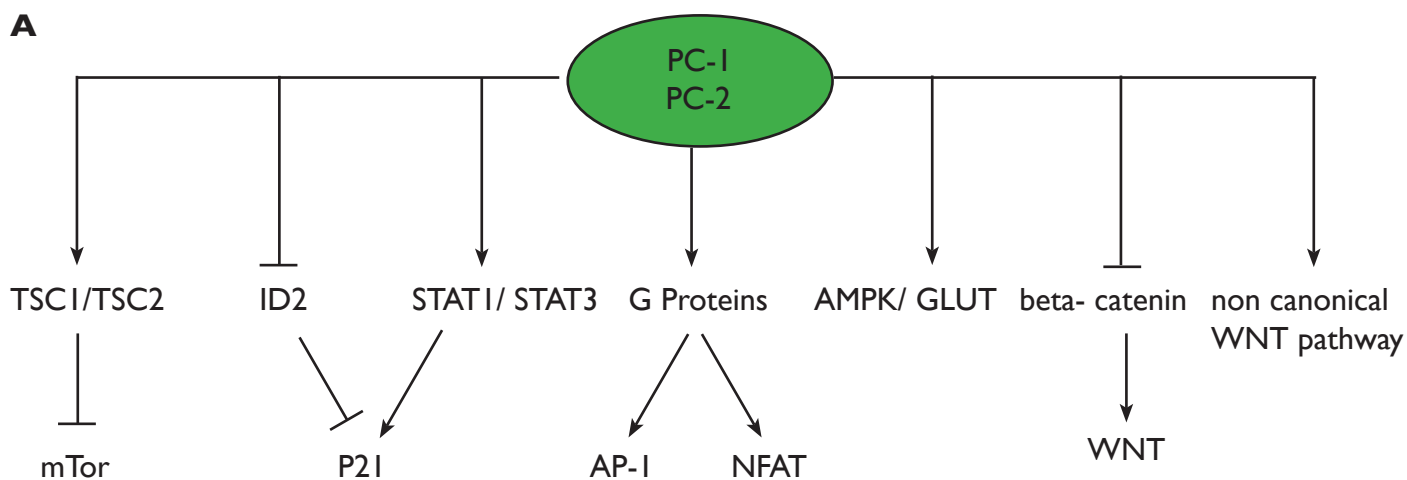 A
PC-1
PC-2
TSC1/TSC2
ID2
STAT1/ STAT3
G Proteins
AMPK/ GLUT
beta- catenin
non canonical
WNT pathway
mTor
P21
AP-1
NFAT
WNT